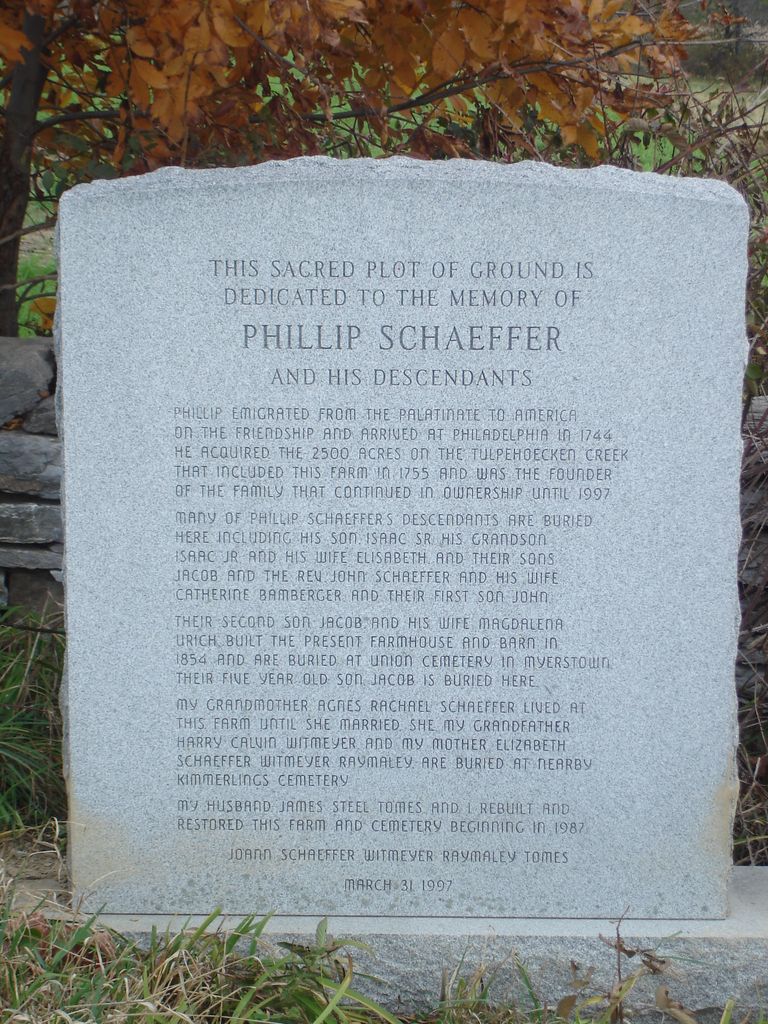 THIS SACRED PLOT OF GROUND IS
DEDICATED TO THE MEMORY OF
PHILLIP SCHAEFFER
AND HIS DESCENDANTS
PHILLIP EMIGRATED FROM THE PALATINATE TO AMERICA
ON THE FRIENDSHIP AND ARRIVED AT PHILADELPHIA IN 1744.
HE ACQUIRED THE 2500 ACRES ON THE TULPEHOECKEN CREEK
THAT INCLUDED THIS FARM IN 1755 AND WAS THE FOUNDER
OF THE FAMILY THAT CONTINUED IN OWNERSHIP UNTIL 1997.
MANY OF PHILLIP SCHAEFFER'S DESCENDANTS ARE BURIED
HERE INCLUDING HIS SON, ISAAC SR. HIS GRANDSON,
ISAAC JR. AND HIS WIFE ELISABETH, AND THEIR SONS
JACOB AND THE REV. JOHN SCHAEFFER AND HIS WIFE,
CATHERINE BAMBERGER, AND THEIR FIRST SON JOHN.
THEIR SECOND SON JACOB, AND HIS WIFE MAGDALENA
URICH, BUILT THE PRESENT FARMHOUSE AND BARN IN
1854, AND ARE BURIED AT UNION CEMETERY IN MYERSTOWN.
THEIR FIVE YEAR OLD SON, JACOB IS BURIED HERE.
MY GRANDMOTHER, AGNES RACHAEL SCHAEFFER LIVED AT
THIS FARM UNTIL SHE MARRIED. SHE, MY GRANDFATHER
HARRY CALVIN WITMEYER AND MY MOTHER, ELIZABETH
SCHAEFFER WITMEYER RAYMALEY, ARE BURIED AT NEARBY
KIMMERLINGS CEMETERY.
MY HUSBAND, JAMES STEEL TOMES, AND I REBUILT AND
RESTORED THIS FARM AND CEMETERY BEGINNING IN 1987.
JOANN SCHAEFFER WITMEYER RAYMALEY TOMES
MARCH 31, 1997